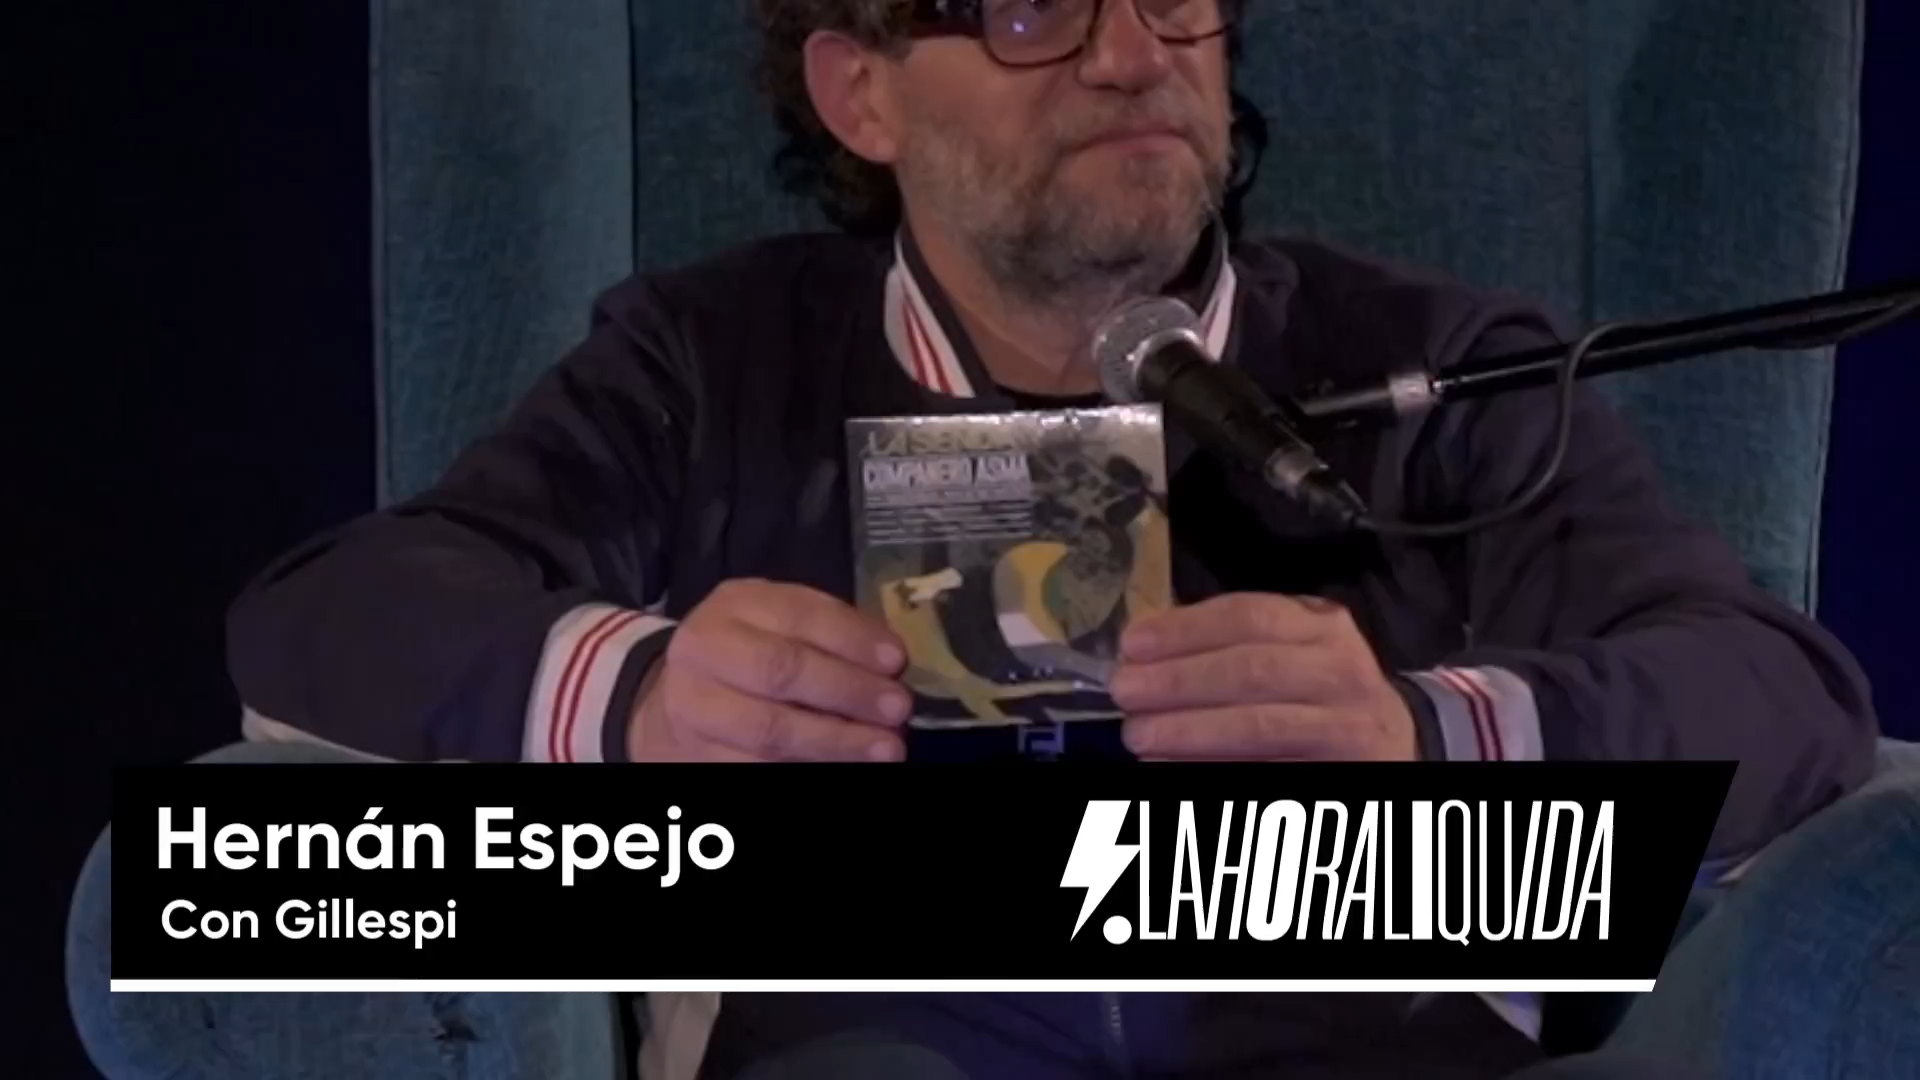 LA SENDA
COMPAÑERO ASMA
Hernán Espejo
Con Gillespi
LAHORALIQUIDA